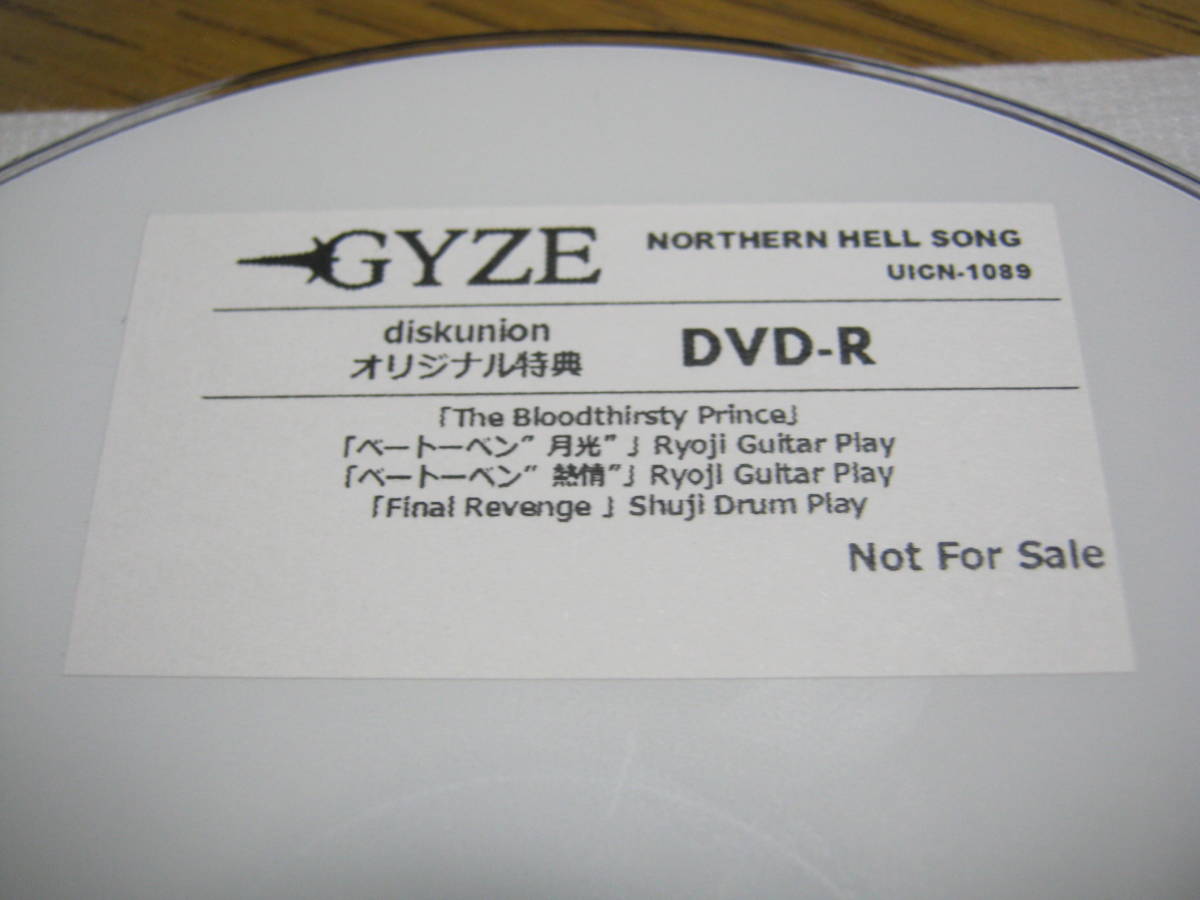 GYZE NORTHERN HELL SONG
UICN-1089
diskunion
オリジナル特典 DVD-R
「The Bloodthirsty Prince」
「ベートーベン”月光”」Ryoji Guitar Play
「ベートーベン”熱情”」Ryoji Guitar Play
「Final Revenge 」Shuji Drum Play
Not For Sale